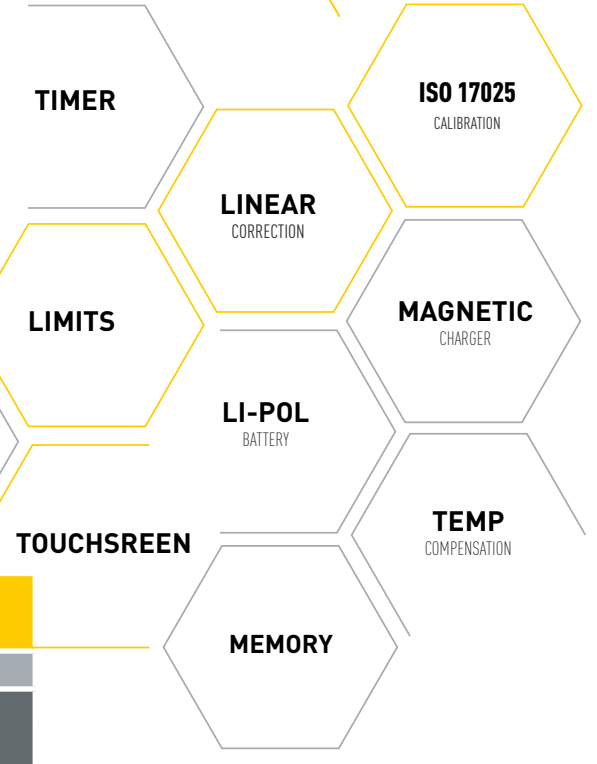 TIMER
ISO 17025
CALIBRATION
LINEAR
CORRECTION
LIMITS
MAGNETIC
CHARGER
LI-POL
BATTERY
TOUCHSREEN
TEMP
COMPENSATION
MEMORY